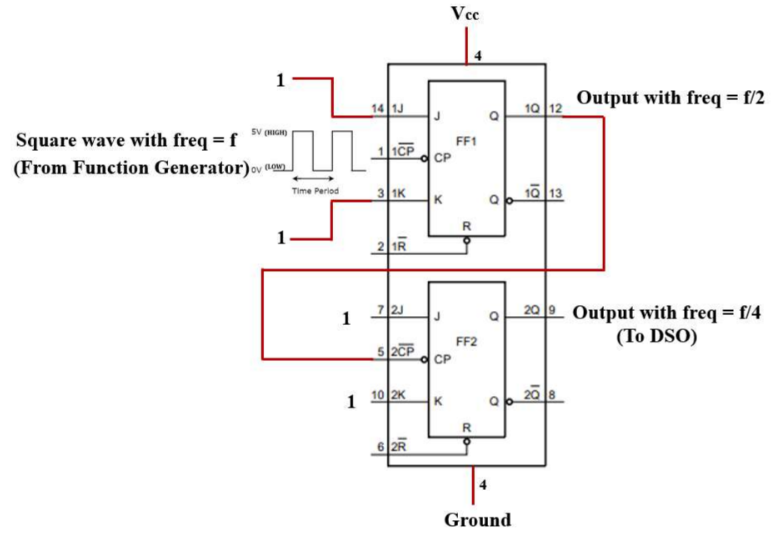 Vcc
4
1
14 1J J Q 1Q 12
Output with freq = f/2
FF1
Square wave with freq = f
(From Function Generator)
5V (HIGH)
0V (LOW)
Time Period
1 1C̅P̅ CP
3 1K K Q 1Q̅ 13
1
R
2 1R̅
1
7 2J J Q 2Q 9
Output with freq = f/4
(To DSO)
FF2
5 2C̅P̅ CP
1
10 2K K Q 2Q̅ 8
R
6 2R̅
4
Ground